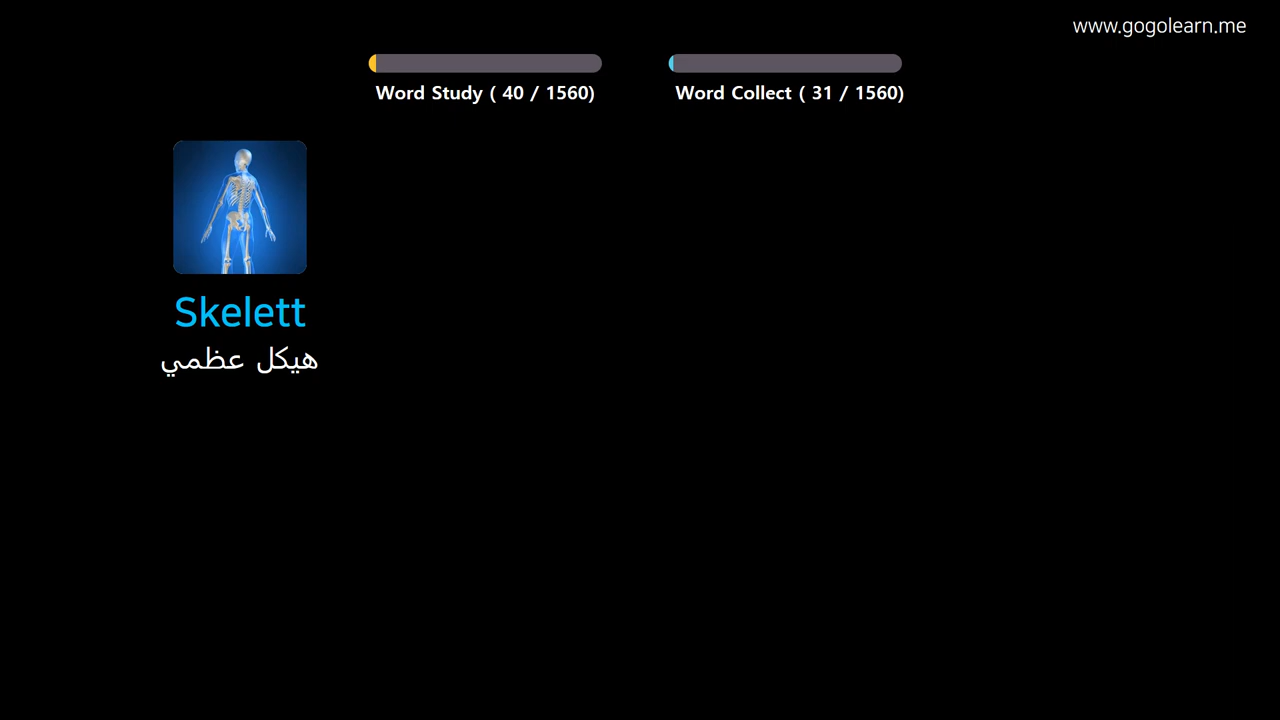 www.gogolearn.me
Word Study ( 40 / 1560)
Word Collect ( 31 / 1560)
Skelett
هيكل عظمي